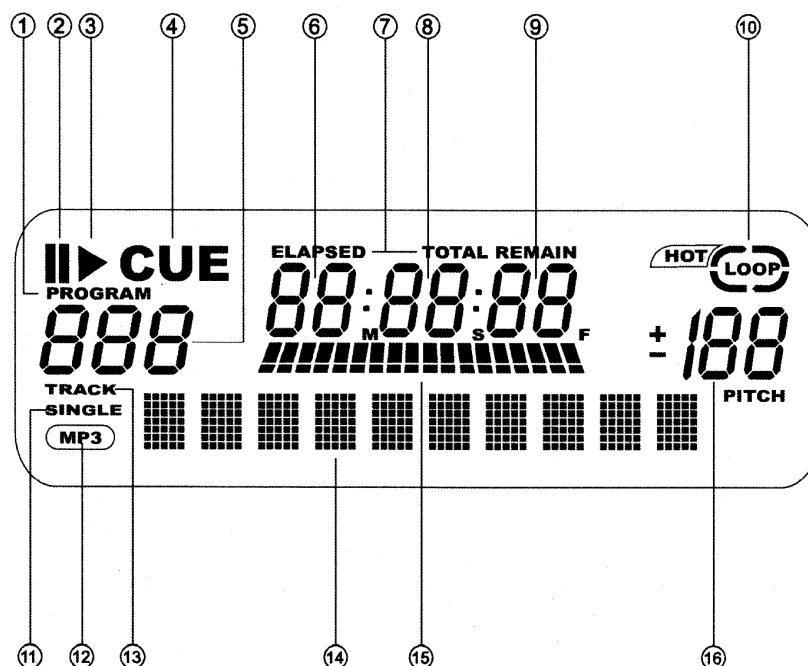 1 2 3 4 5 6 7 8 9 10
CUE
ELAPSED TOTAL REMAIN
HOT LOOP
PROGRAM
888
88:88:88
M S F
+
-
188
TRACK
PITCH
SINGLE
MP3
11 12 13 14 15 16